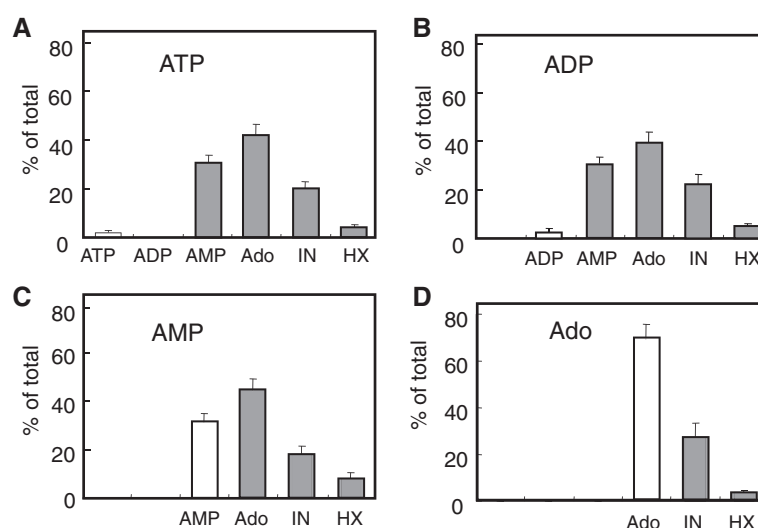 A
ATP
% of total
80
60
40
20
0
ATP ADP AMP Ado IN HX
B
ADP
% of total
80
60
40
20
0
ADP AMP Ado IN HX
C
AMP
% of total
80
60
40
20
0
AMP Ado IN HX
D
Ado
% of total
80
60
40
20
0
Ado IN HX